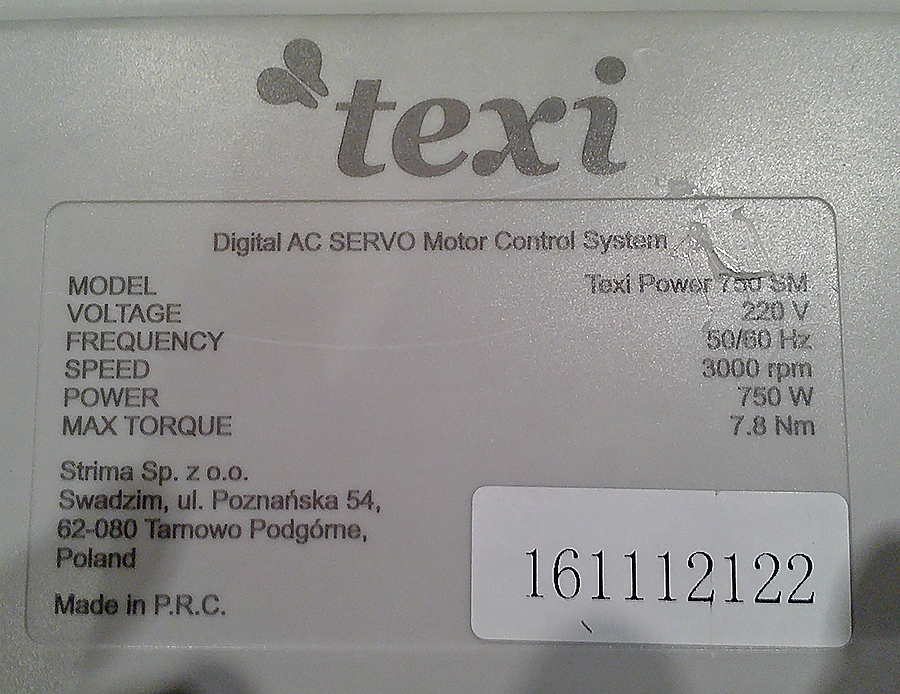 texi
Digital AC SERVO Motor Control System
MODEL Texi Power 750 SM
VOLTAGE 220 V
FREQUENCY 50/60 Hz
SPEED 3000 rpm
POWER 750 W
MAX TORQUE 7.8 Nm
Strima Sp. z o.o.
Swadzim, ul. Poznańska 54,
62-080 Tarnowo Podgórne,
Poland
Made in P.R.C.
161112122